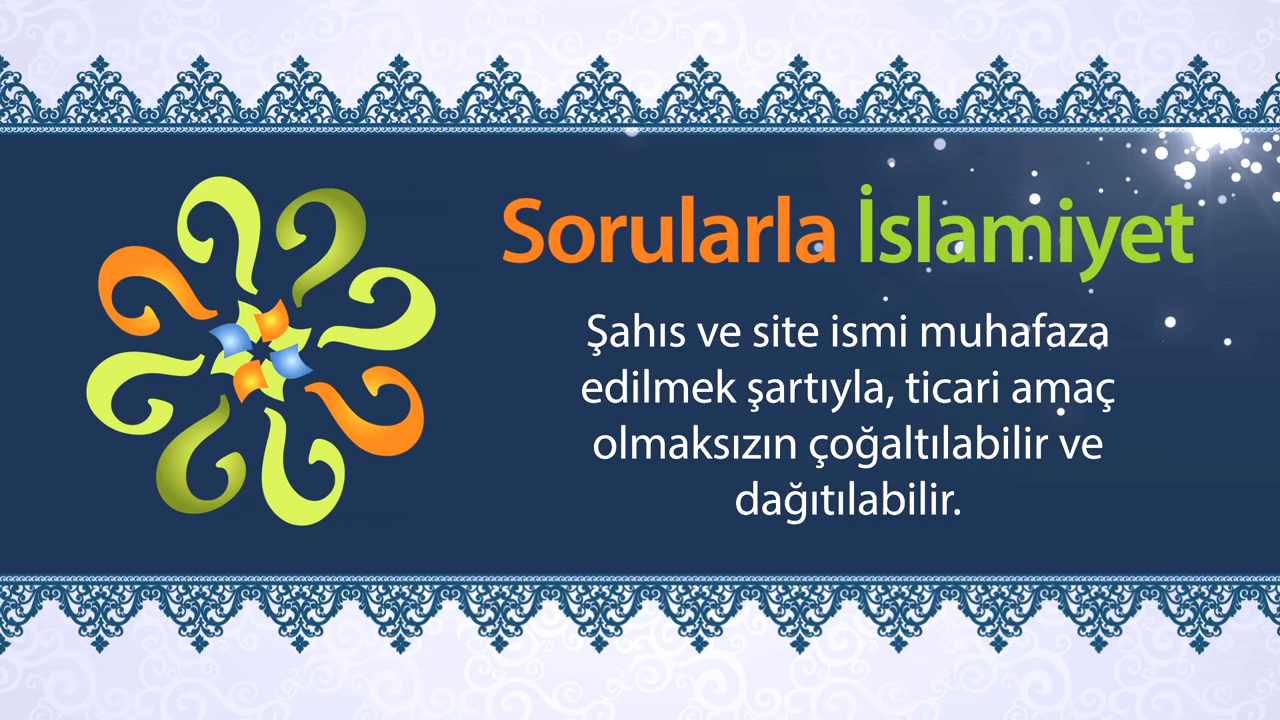 Sorularla İslamiyet
Şahıs ve site ismi muhafaza
edilmek şartıyla, ticari amaç
olmaksızın çoğaltılabilir ve
dağıtılabilir.